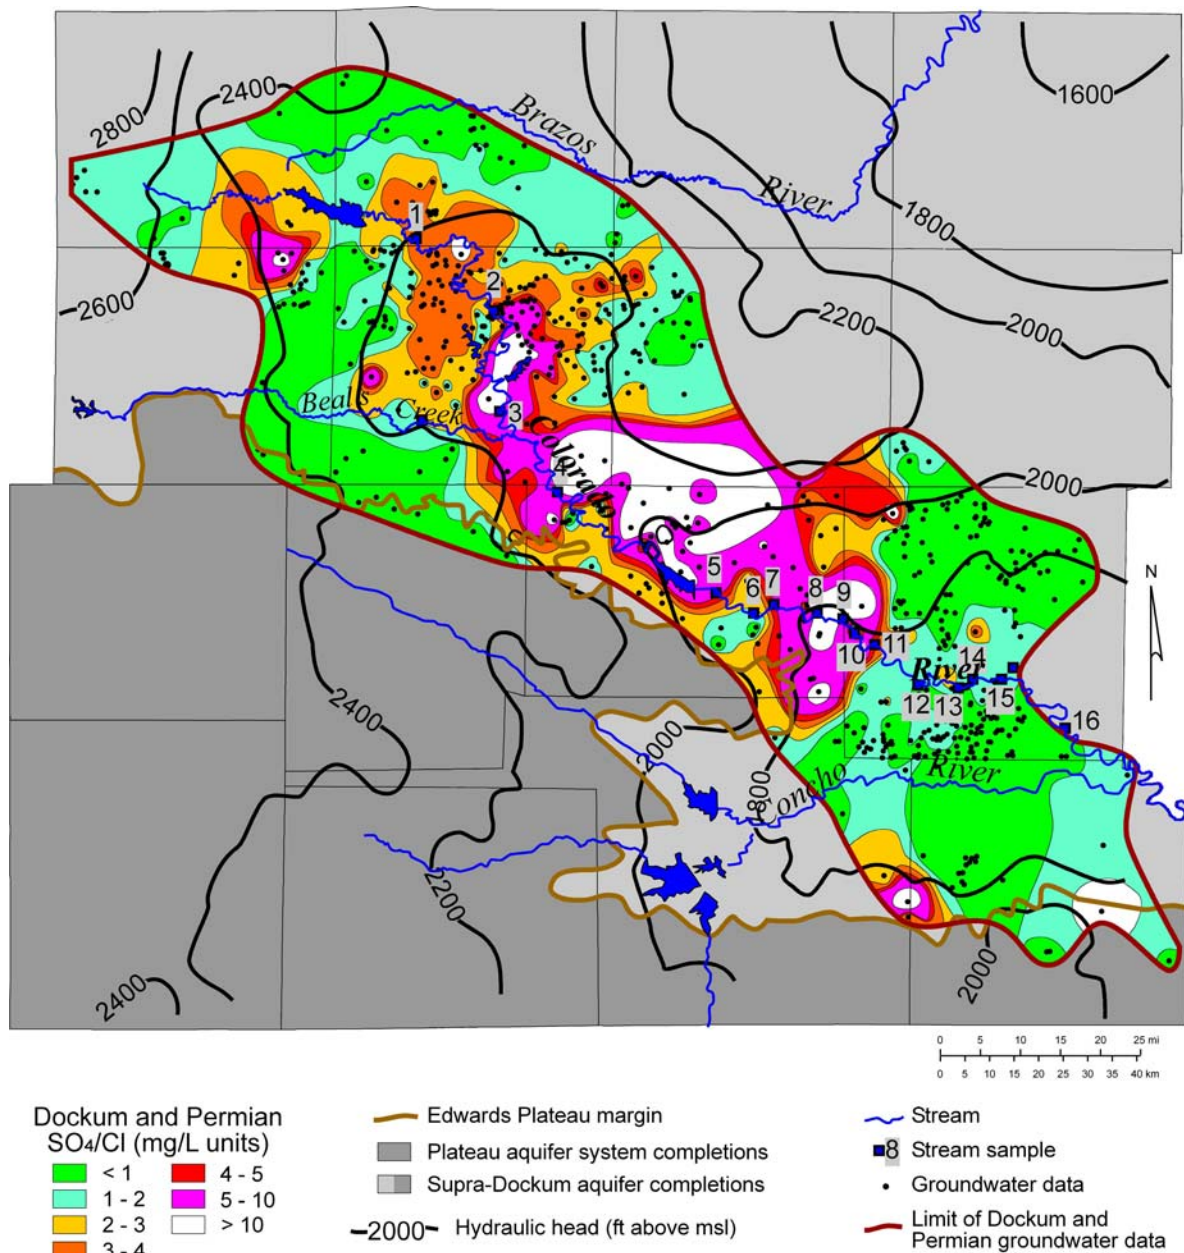 2400
2800
Brazos
River
1600
1800
2600
1
2
2200
2000
Beals
Creek
3
Colorado
4
2000
5
6
7
8
9
10
11
River
14
12
13
15
16
2400
2000
1800
Concho
River
2200
2400
2000
N
0 5 10 15 20 25 mi
0 5 10 15 20 25 30 35 40 km
Dockum and Permian
SO₄/Cl (mg/L units)
< 1
1 - 2
2 - 3
3 - 4
4 - 5
5 - 10
> 10
Edwards Plateau margin
Plateau aquifer system completions
Supra-Dockum aquifer completions
2000 Hydraulic head (ft above msl)
Stream
8 Stream sample
Groundwater data
Limit of Dockum and
Permian groundwater data